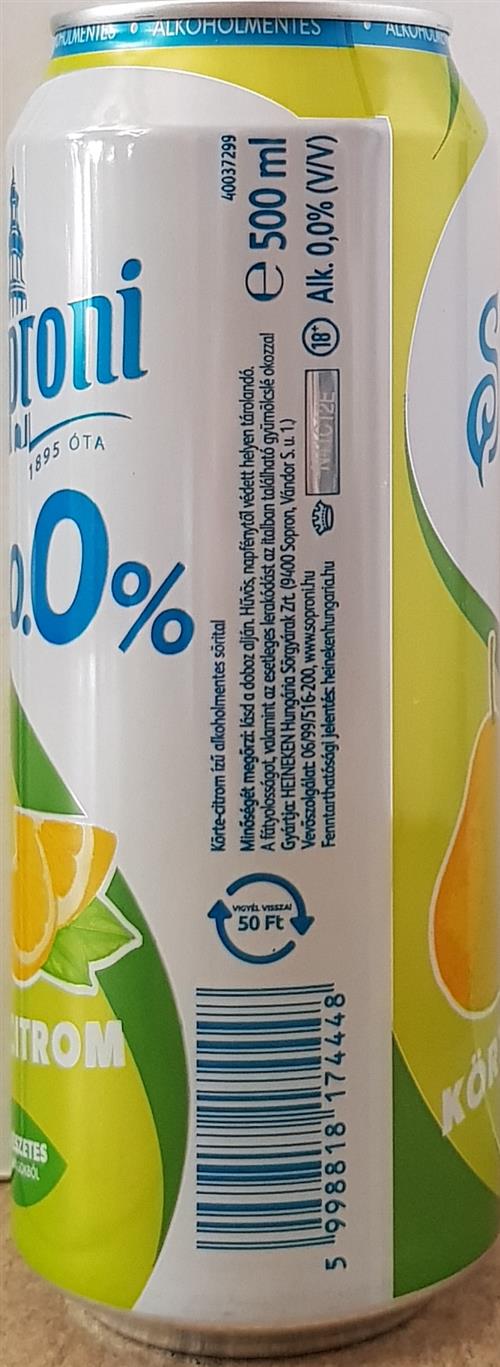 ALKOHOLMENTES
proni
1895 ÓTA
0.0%
CITROM
KÖR
40037299
e 500 ml
18+ Alk. 0,0% (V/V)
Körte-citrom ízű alkoholmentes sörital
Minőségét megőrzi: lásd a doboz alján. Hűvös, napfénytől védett helyen tárolandó.
A fátyolosságot, valamint az esetleges lerakódást az italban található gyümölcslé okozza!
Gyártja: HEINEKEN Hungária Sörgyárak Zrt. (9400 Sopron, Vándor S. u. 1.)
Vevőszolgálat: 06/99/516-200, www.soproni.hu
Fenntarthatósági jelentés: heinekenhungaria.hu
VIGYÉL VISSZA!
50 Ft
5 998818 174448